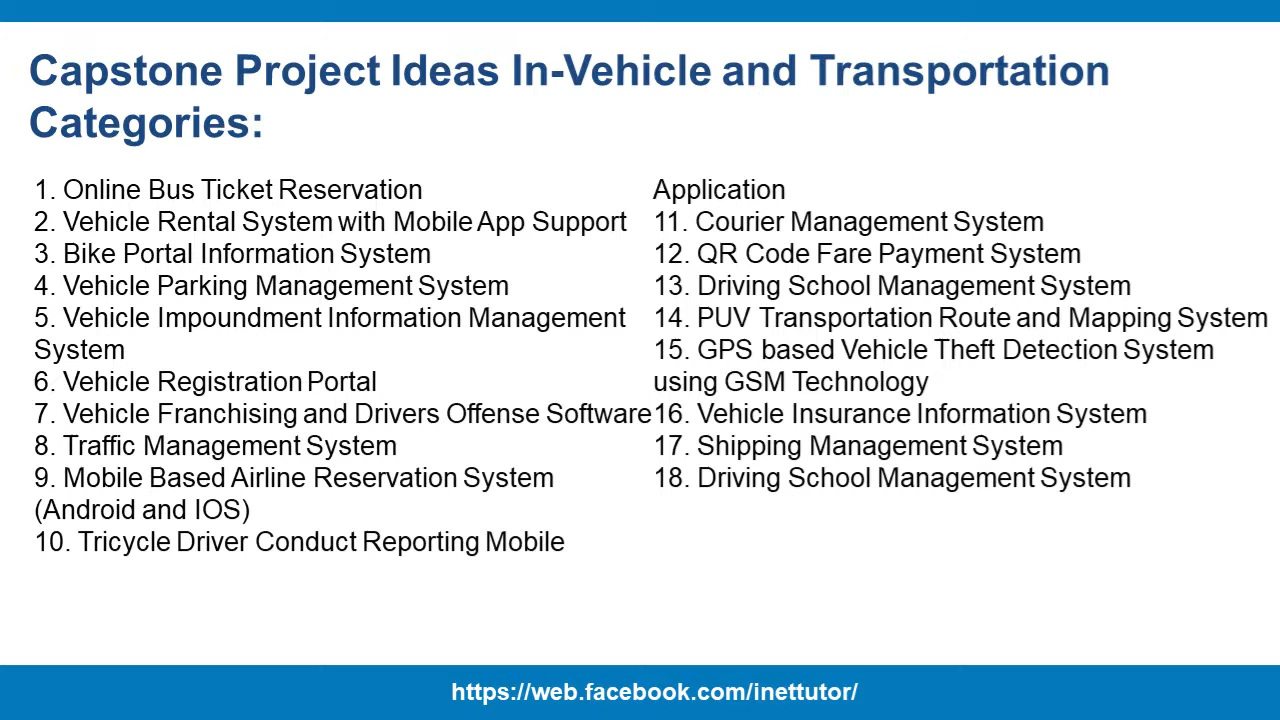 Capstone Project Ideas In-Vehicle and Transportation
Categories:
1. Online Bus Ticket Reservation
2. Vehicle Rental System with Mobile App Support
3. Bike Portal Information System
4. Vehicle Parking Management System
5. Vehicle Impoundment Information Management
System
6. Vehicle Registration Portal
7. Vehicle Franchising and Drivers Offense Software
8. Traffic Management System
9. Mobile Based Airline Reservation System
(Android and IOS)
10. Tricycle Driver Conduct Reporting Mobile
Application
11. Courier Management System
12. QR Code Fare Payment System
13. Driving School Management System
14. PUV Transportation Route and Mapping System
15. GPS based Vehicle Theft Detection System
using GSM Technology
16. Vehicle Insurance Information System
17. Shipping Management System
18. Driving School Management System
https://web.facebook.com/inettutor/